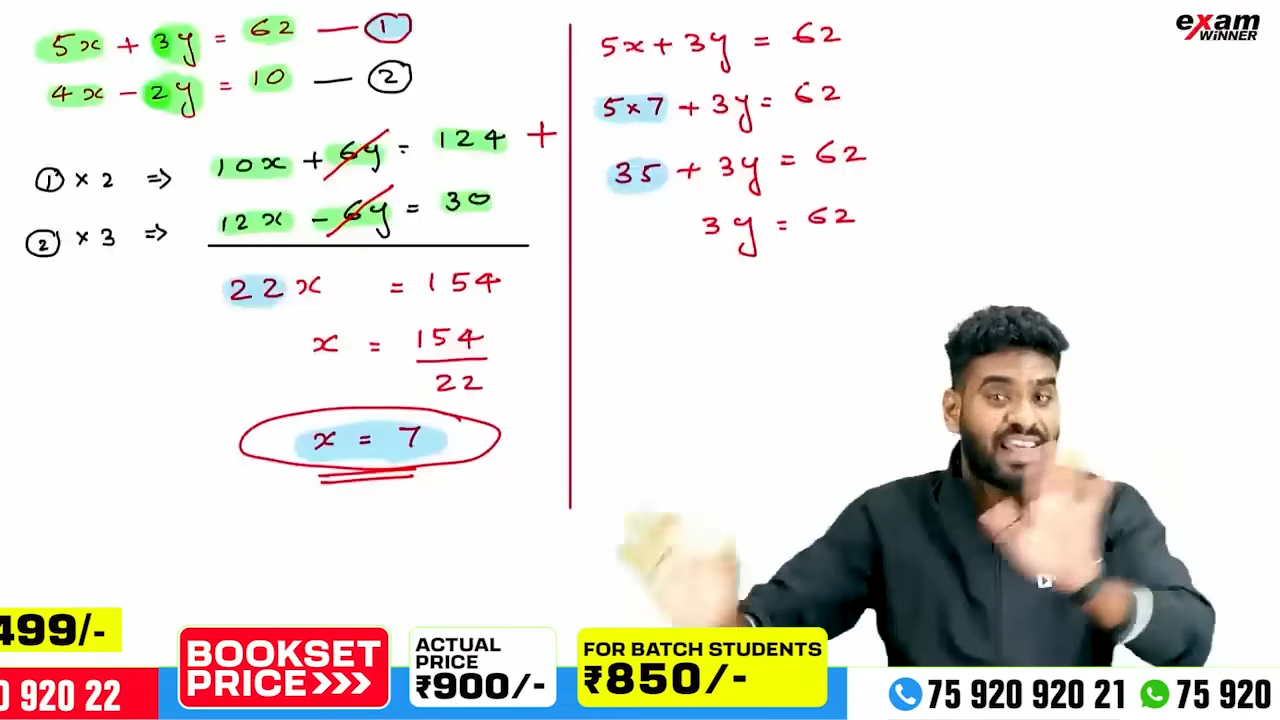 5x + 3y = 62 — 1
4x - 2y = 10 — 2
1 × 2 => 10x + 6y = 124 +
2 × 3 => 12x - 6y = 30
22x = 154
x = 154
22
x = 7
5x + 3y = 62
5×7 + 3y = 62
35 + 3y = 62
3y = 62
exam
WiNNER
499/-
0 920 22
BOOKSET
PRICE >>>
ACTUAL
PRICE
₹900/-
FOR BATCH STUDENTS
₹850/-
75 920 920 21
75 920